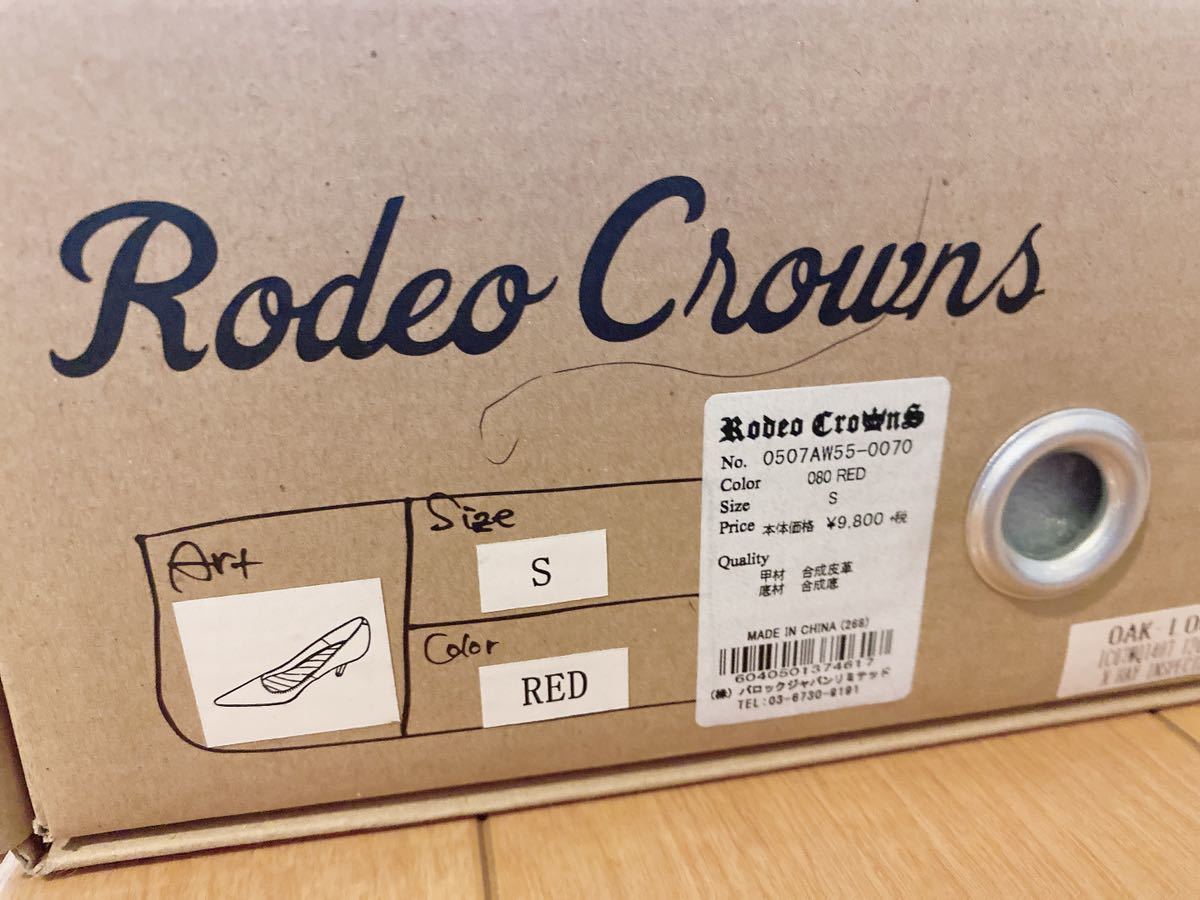 Rodeo Crowns
Art
Size
S
Color
RED
Rodeo CrownS
No. 0507AW55-0070
Color 080 RED
Size S
Price 本体価格 ¥9,800 +税
Quality
甲材 合成皮革
底材 合成底
MADE IN CHINA (268)
6040501374617
(株) バロックジャパンリミテッド
TEL:03-6730-9191
OAK-1